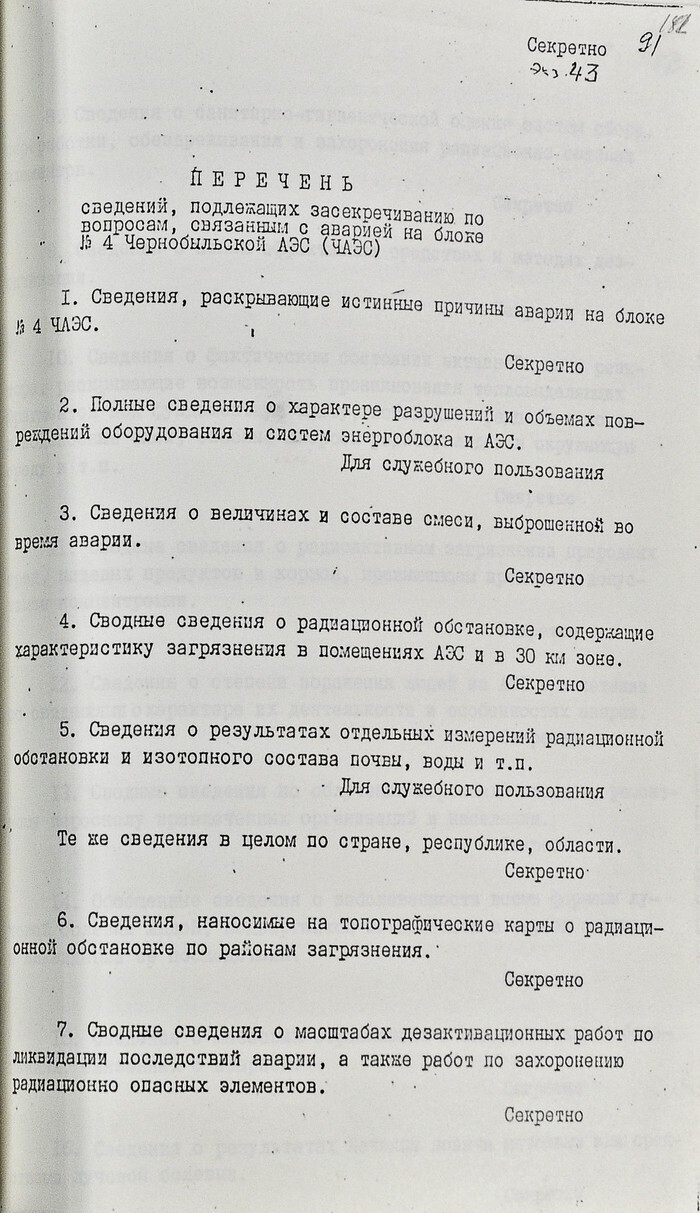 182
Секретно 91
Экз. 43
ПЕРЕЧЕНЬ
сведений, подлежащих засекречиванию по
вопросам, связанным с аварией на блоке
№ 4 Чернобыльской АЭС (ЧАЭС)
1. Сведения, раскрывающие истинные причины аварии на блоке
№ 4 ЧАЭС.
Секретно
2. Полные сведения о характере разрушений и объемах пов-
реждений оборудования и систем энергоблока и АЭС.
Для служебного пользования
3. Сведения о величинах и составе смеси, выброшенной во
время аварии.
Секретно
4. Сводные сведения о радиационной обстановке, содержащие
характеристику загрязнения в помещениях АЭС и в 30 км зоне.
Секретно
5. Сведения о результатах отдельных измерений радиационной
обстановки и изотопного состава почвы, воды и т.п.
Для служебного пользования
Те же сведения в целом по стране, республике, области.
Секретно
6. Сведения, наносимые на топографические карты о радиаци-
онной обстановке по районам загрязнения.
Секретно
7. Сводные сведения о масштабах дезактивационных работ по
ликвидации последствий аварии, а также работ по захоронению
радиационно опасных элементов.
Секретно